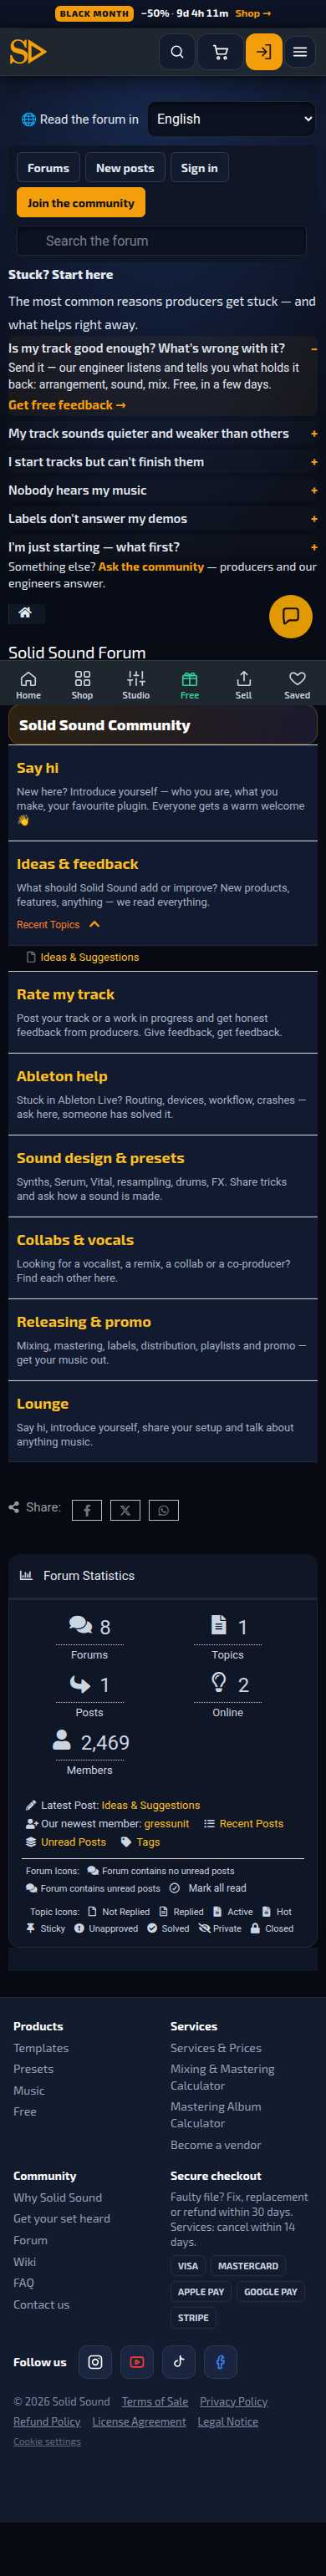 BLACK MONTH −50% · 9d 4h 11m Shop →
🌐 Read the forum in English
Forums New posts Sign in
Join the community
Search the forum
Stuck? Start here
The most common reasons producers get stuck — and
what helps right away.
Is my track good enough? What's wrong with it? −
Send it — our engineer listens and tells you what holds it
back: arrangement, sound, mix. Free, in a few days.
Get free feedback →
My track sounds quieter and weaker than others +
I start tracks but can't finish them +
Nobody hears my music +
Labels don't answer my demos +
I'm just starting — what first? +
Something else? Ask the community — producers and our
engineers answer.
Solid Sound Forum
Home Shop Studio Free Sell Saved
Solid Sound Community
Say hi
New here? Introduce yourself — who you are, what you
make, your favourite plugin. Everyone gets a warm welcome
👋
Ideas & feedback
What should Solid Sound add or improve? New products,
features, anything — we read everything.
Recent Topics
Ideas & Suggestions
Rate my track
Post your track or a work in progress and get honest
feedback from producers. Give feedback, get feedback.
Ableton help
Stuck in Ableton Live? Routing, devices, workflow, crashes —
ask here, someone has solved it.
Sound design & presets
Synths, Serum, Vital, resampling, drums, FX. Share tricks
and ask how a sound is made.
Collabs & vocals
Looking for a vocalist, a remix, a collab or a co-producer?
Find each other here.
Releasing & promo
Mixing, mastering, labels, distribution, playlists and promo —
get your music out.
Lounge
Say hi, introduce yourself, share your setup and talk about
anything music.
Share:
Forum Statistics
8 1
Forums Topics
1 2
Posts Online
2,469
Members
Latest Post: Ideas & Suggestions
Our newest member: gressunit Recent Posts
Unread Posts Tags
Forum Icons: Forum contains no unread posts
Forum contains unread posts Mark all read
Topic Icons: Not Replied Replied Active Hot
Sticky Unapproved Solved Private Closed
Products Services
Templates Services & Prices
Presets Mixing & Mastering
Calculator
Music Mastering Album
Calculator
Free
Become a vendor
Community Secure checkout
Why Solid Sound Faulty file? Fix, replacement
or refund within 30 days.
Services: cancel within 14
days.
Get your set heard
Forum
Wiki VISA MASTERCARD
FAQ APPLE PAY GOOGLE PAY
Contact us STRIPE
Follow us
© 2026 Solid Sound Terms of Sale Privacy Policy
Refund Policy License Agreement Legal Notice
Cookie settings